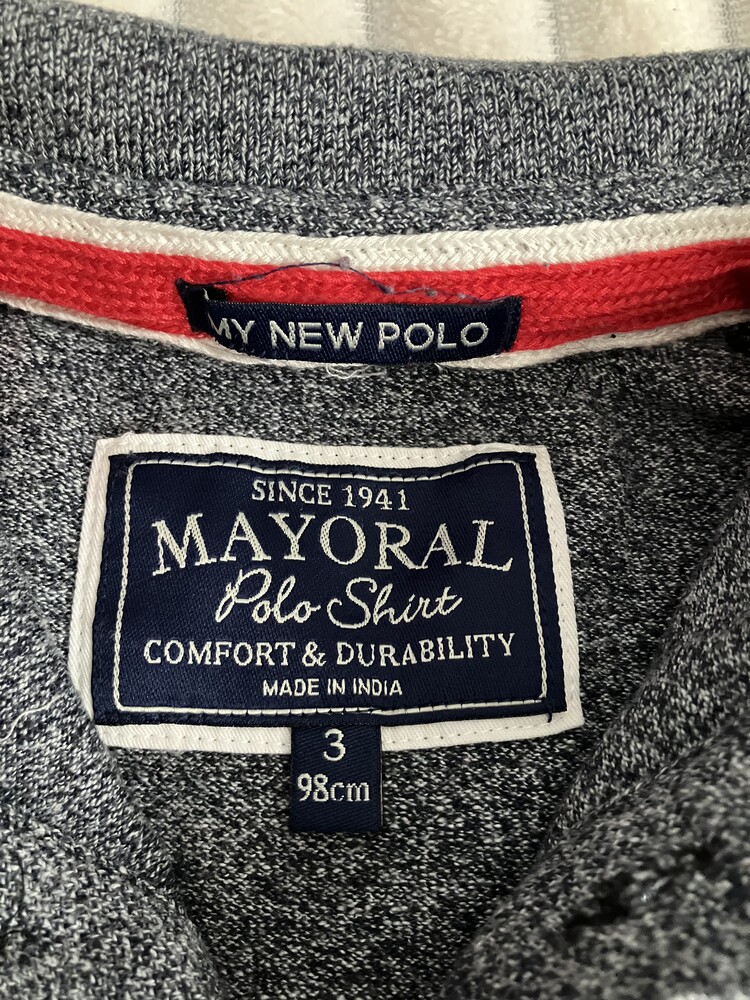 MY NEW POLO
SINCE 1941
MAYORAL
Polo Shirt
COMFORT & DURABILITY
MADE IN INDIA
3
98cm